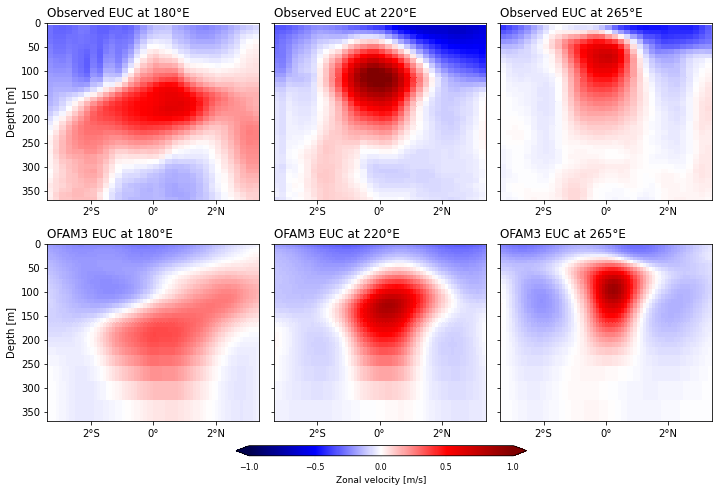 Observed EUC at 180°E
Observed EUC at 220°E
Observed EUC at 265°E
Depth [m]
0
50
100
150
200
250
300
350
2°S
0°
2°N
2°S
0°
2°N
2°S
0°
2°N
OFAM3 EUC at 180°E
OFAM3 EUC at 220°E
OFAM3 EUC at 265°E
Depth [m]
0
50
100
150
200
250
300
350
2°S
0°
2°N
2°S
0°
2°N
2°S
0°
2°N
−1.0
−0.5
0.0
0.5
1.0
Zonal velocity [m/s]